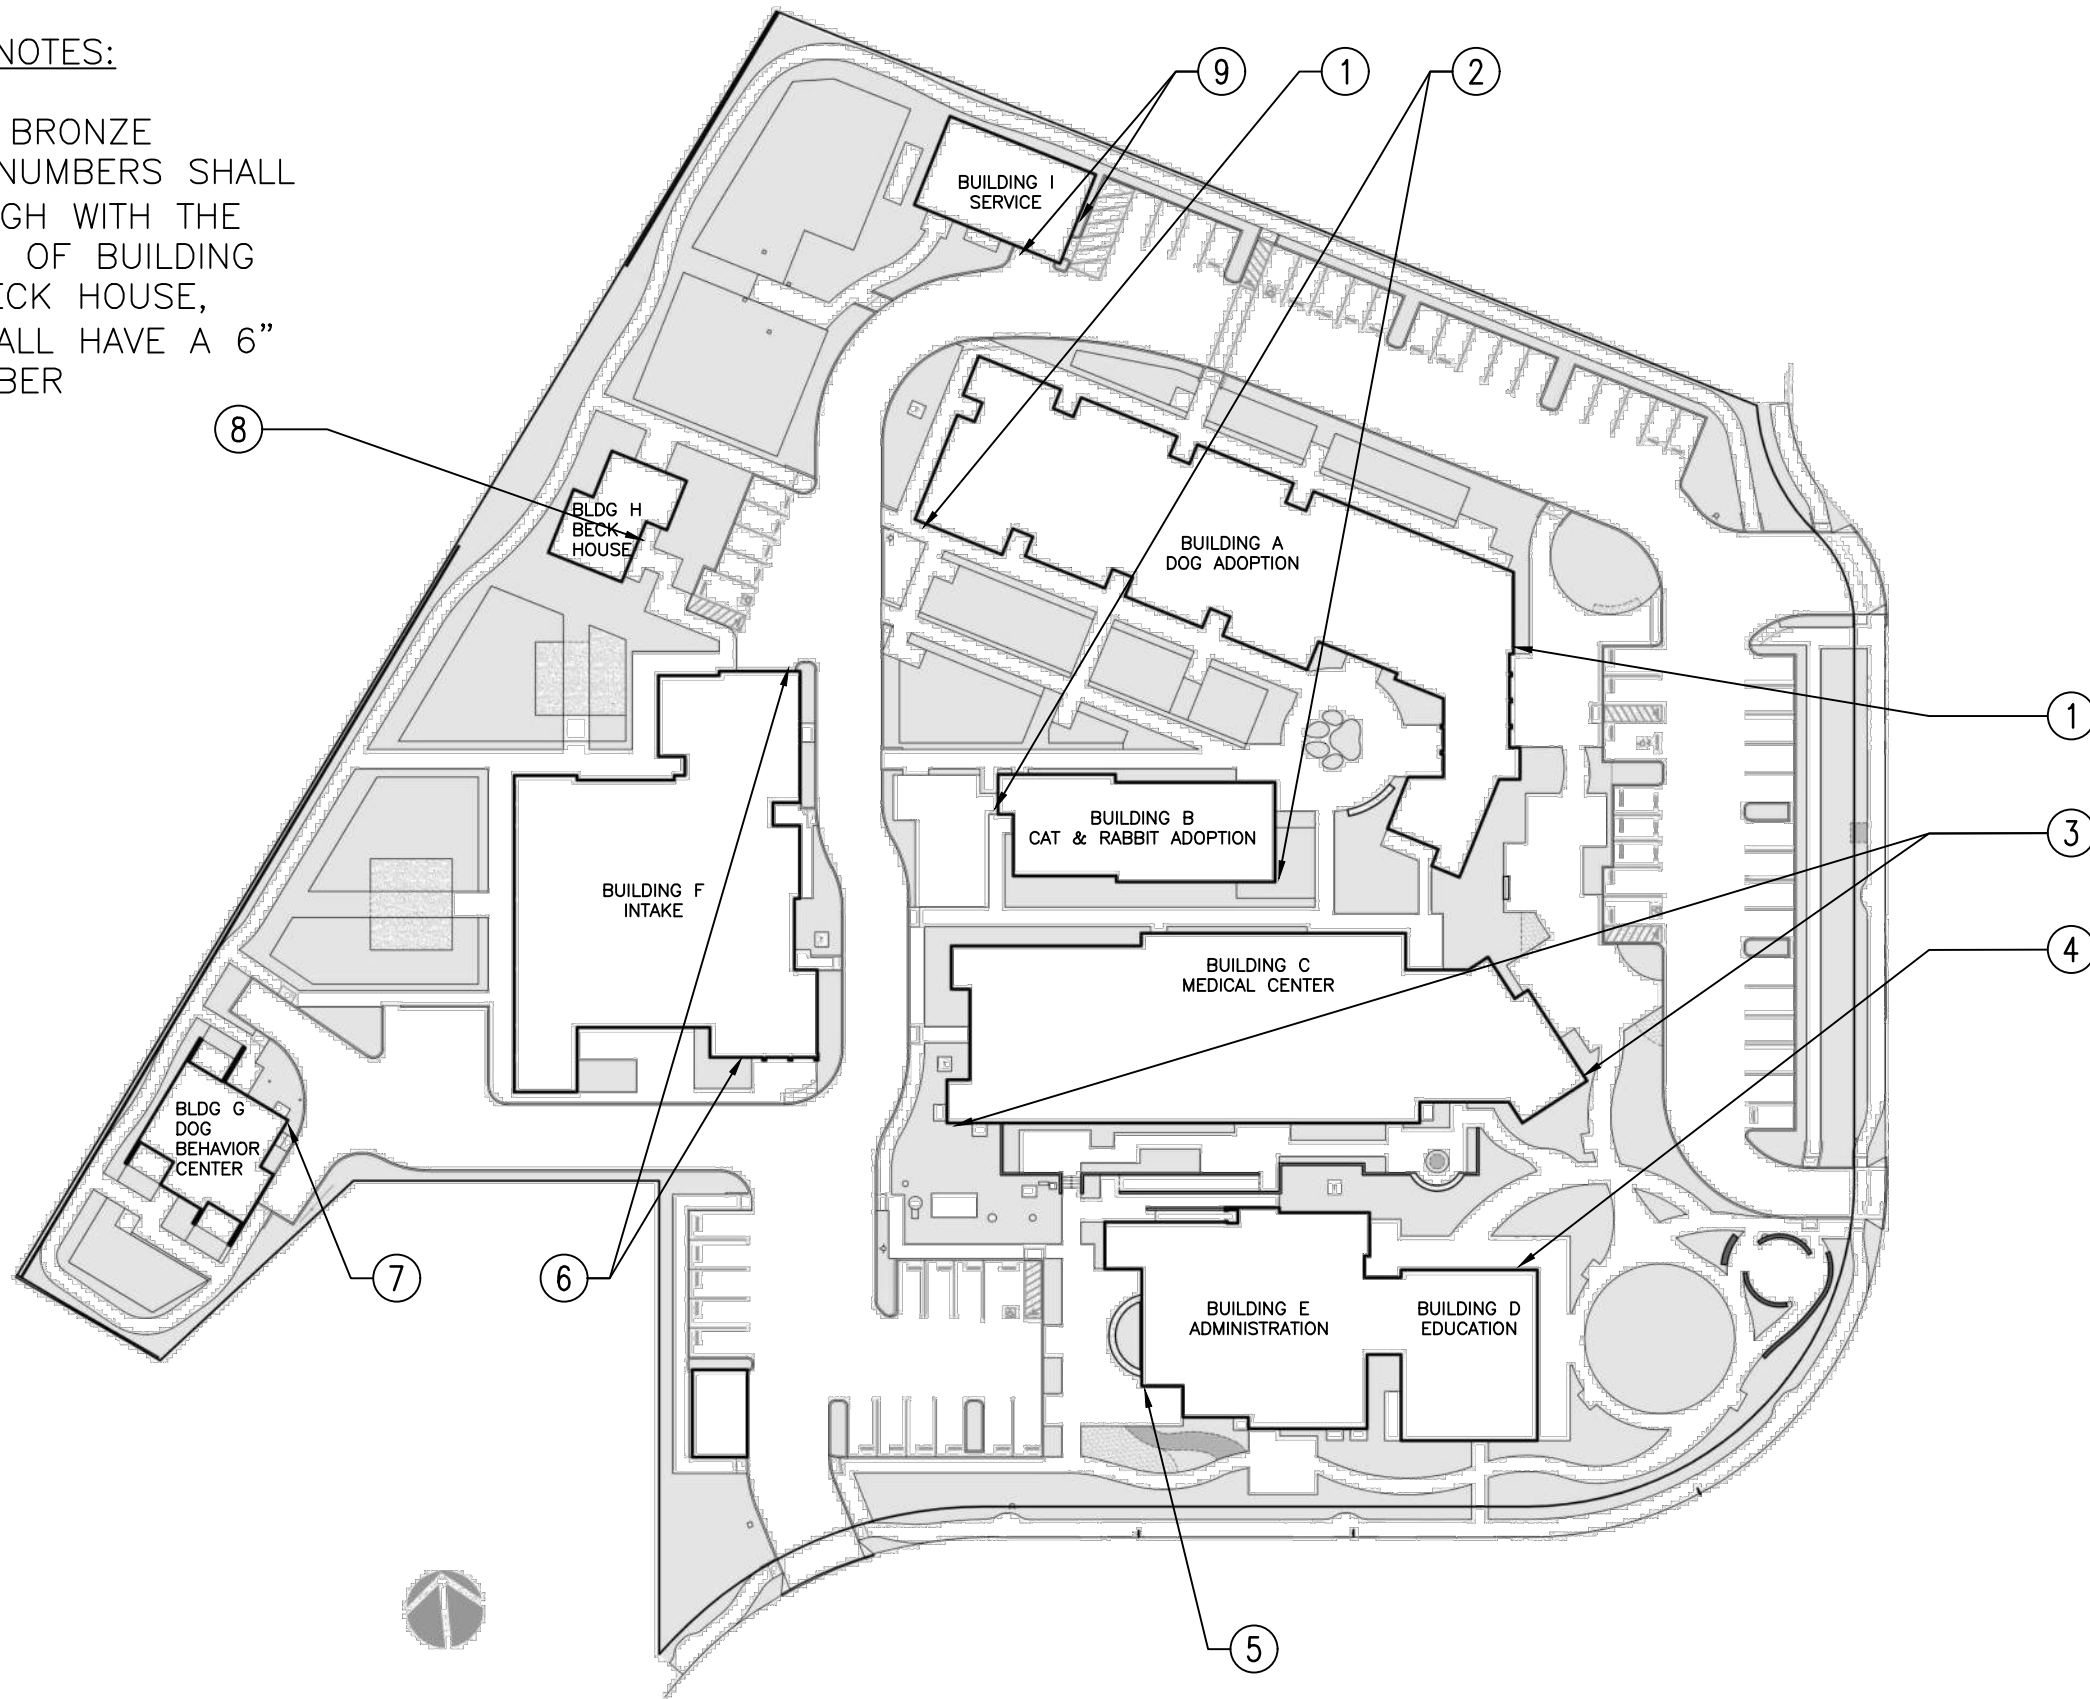 NOTES:
BRONZE
NUMBERS SHALL
GH WITH THE
OF BUILDING
ECK HOUSE,
ALL HAVE A 6"
BER
9
1
2
BUILDING I
SERVICE
8
BLDG H
BECK
HOUSE
BUILDING A
DOG ADOPTION
1
BUILDING B
CAT & RABBIT ADOPTION
3
BUILDING F
INTAKE
4
BUILDING C
MEDICAL CENTER
BLDG G
DOG
BEHAVIOR
CENTER
7
6
BUILDING E
ADMINISTRATION
BUILDING D
EDUCATION
5